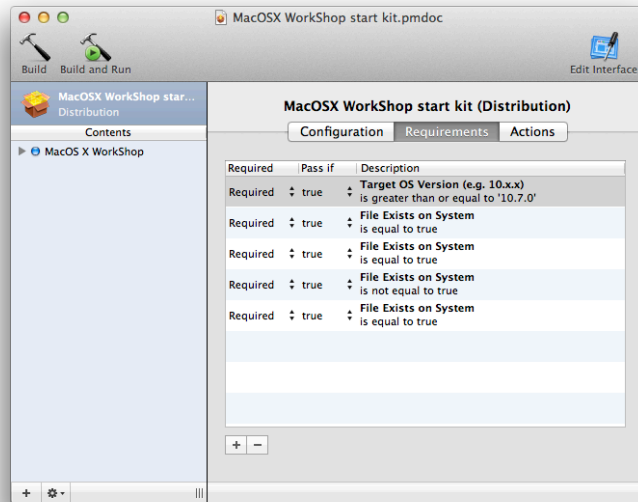 MacOSX WorkShop start kit.pmdoc
Build
Build and Run
Edit Interface
MacOSX WorkShop star...
Distribution
Contents
MacOS X WorkShop
MacOSX WorkShop start kit (Distribution)
Configuration
Requirements
Actions
Required Pass if Description
Required true Target OS Version (e.g. 10.x.x)
is greater than or equal to '10.7.0'
Required true File Exists on System
is equal to true
Required true File Exists on System
is equal to true
Required true File Exists on System
is not equal to true
Required true File Exists on System
is equal to true